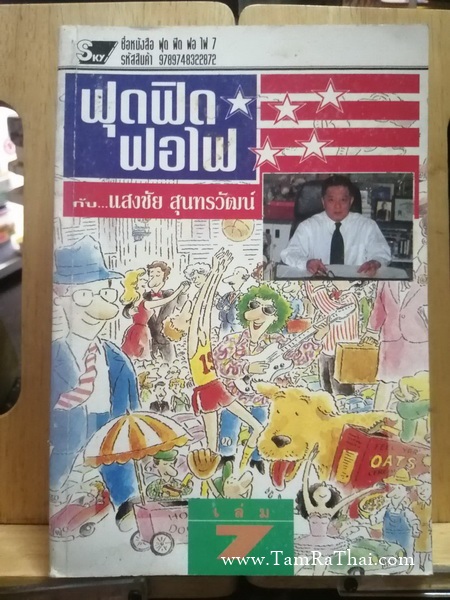 SKY
ชื่อหนังสือ ฟุด ฟิด ฟอ ไฟ 7
รหัสสินค้า 9789748322872
ฟุดฟิด
ฟอไฟ
กับ...แสงชัย สุนทรวัฒน์
OATS
เล่ม
7
www.TamRaThai.com